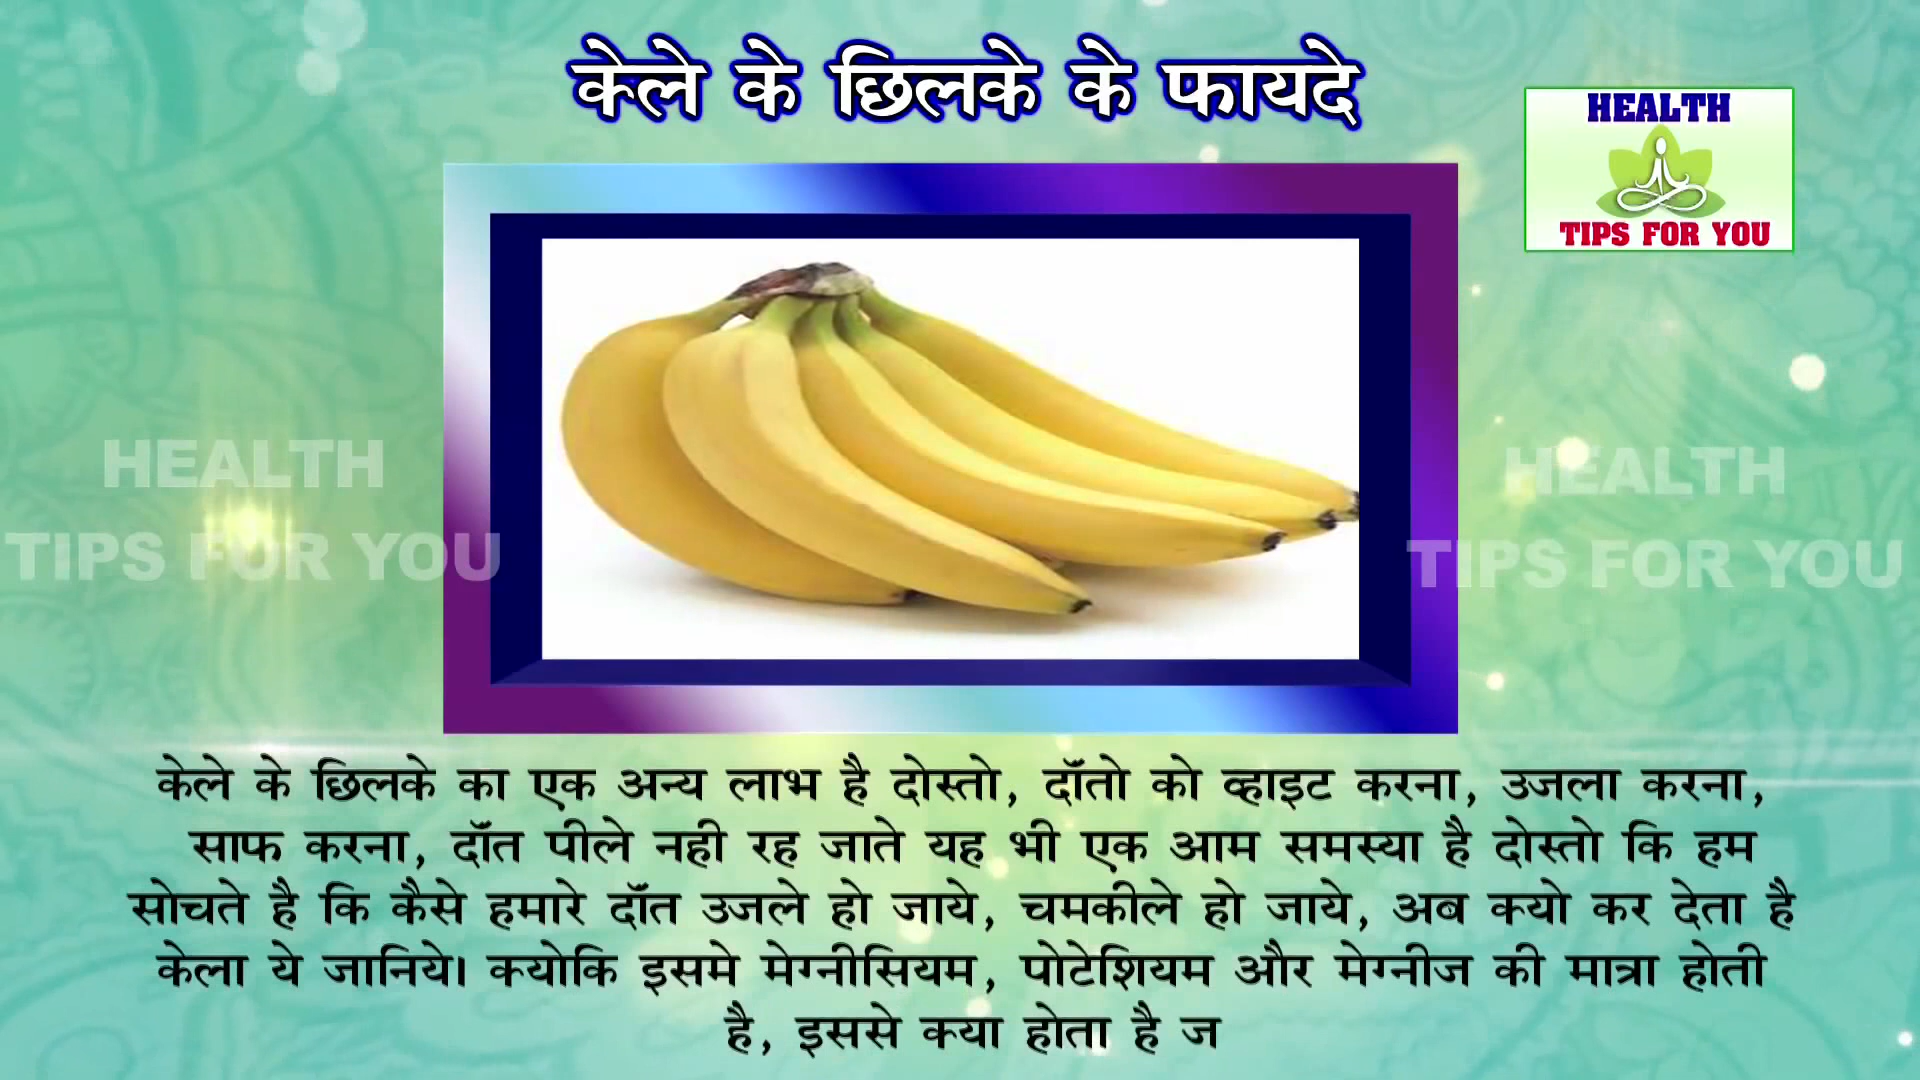 केले के छिलके के फायदे
HEALTH
TIPS FOR YOU
HEALTH
TIPS FOR YOU
HEALTH
TIPS FOR YOU
केले के छिलके का एक अन्य लाभ है दोस्तो, दॉतो को व्हाइट करना, उजला करना,
साफ करना, दॉत पीले नही रह जाते यह भी एक आम समस्या है दोस्तो कि हम
सोचते है कि कैसे हमारे दॉत उजले हो जाये, चमकीले हो जाये, अब क्यो कर देता है
केला ये जानिये। क्योकि इसमे मेग्नीसियम, पोटेशियम और मेग्नीज की मात्रा होती
है, इससे क्या होता है ज